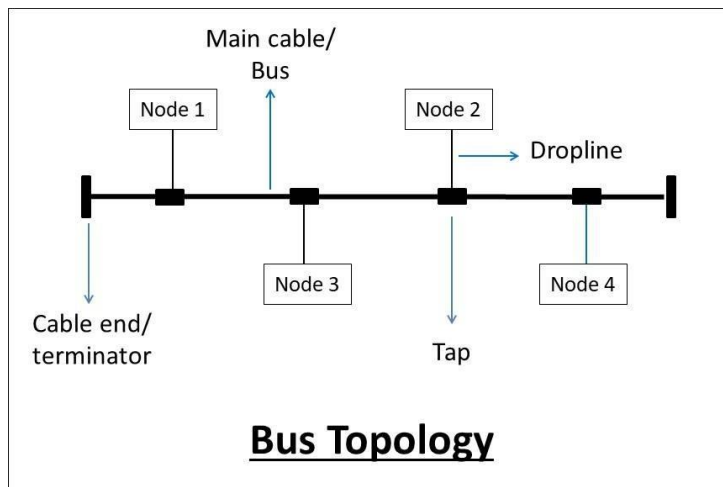 Main cable/
Bus
Node 1
Node 2
Dropline
Node 3
Node 4
Cable end/
terminator
Tap
Bus Topology